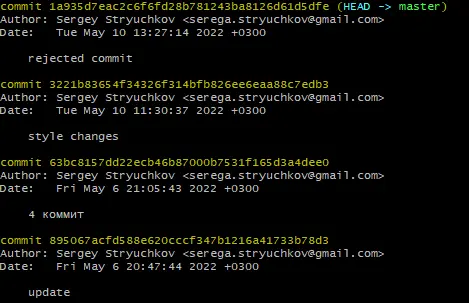 commit 1a935d7eac2c6f6fd28b781243ba8126d61d5dfe (HEAD -> master)
Author: Sergey Stryuchkov <serega.stryuchkov@gmail.com>
Date:   Tue May 10 13:27:14 2022 +0300
rejected commit
commit 3221b83654f34326f314bfb826ee6eaa88c7edb3
Author: Sergey Stryuchkov <serega.stryuchkov@gmail.com>
Date:   Tue May 10 11:30:37 2022 +0300
style changes
commit 63bc8157dd22ecb46b87000b7531f165d3a4dee0
Author: Sergey Stryuchkov <serega.stryuchkov@gmail.com>
Date:   Fri May 6 21:05:43 2022 +0300
4 коммит
commit 895067acfd588e620cccf347b1216a41733b78d3
Author: Sergey Stryuchkov <serega.stryuchkov@gmail.com>
Date:   Fri May 6 20:47:44 2022 +0300
update